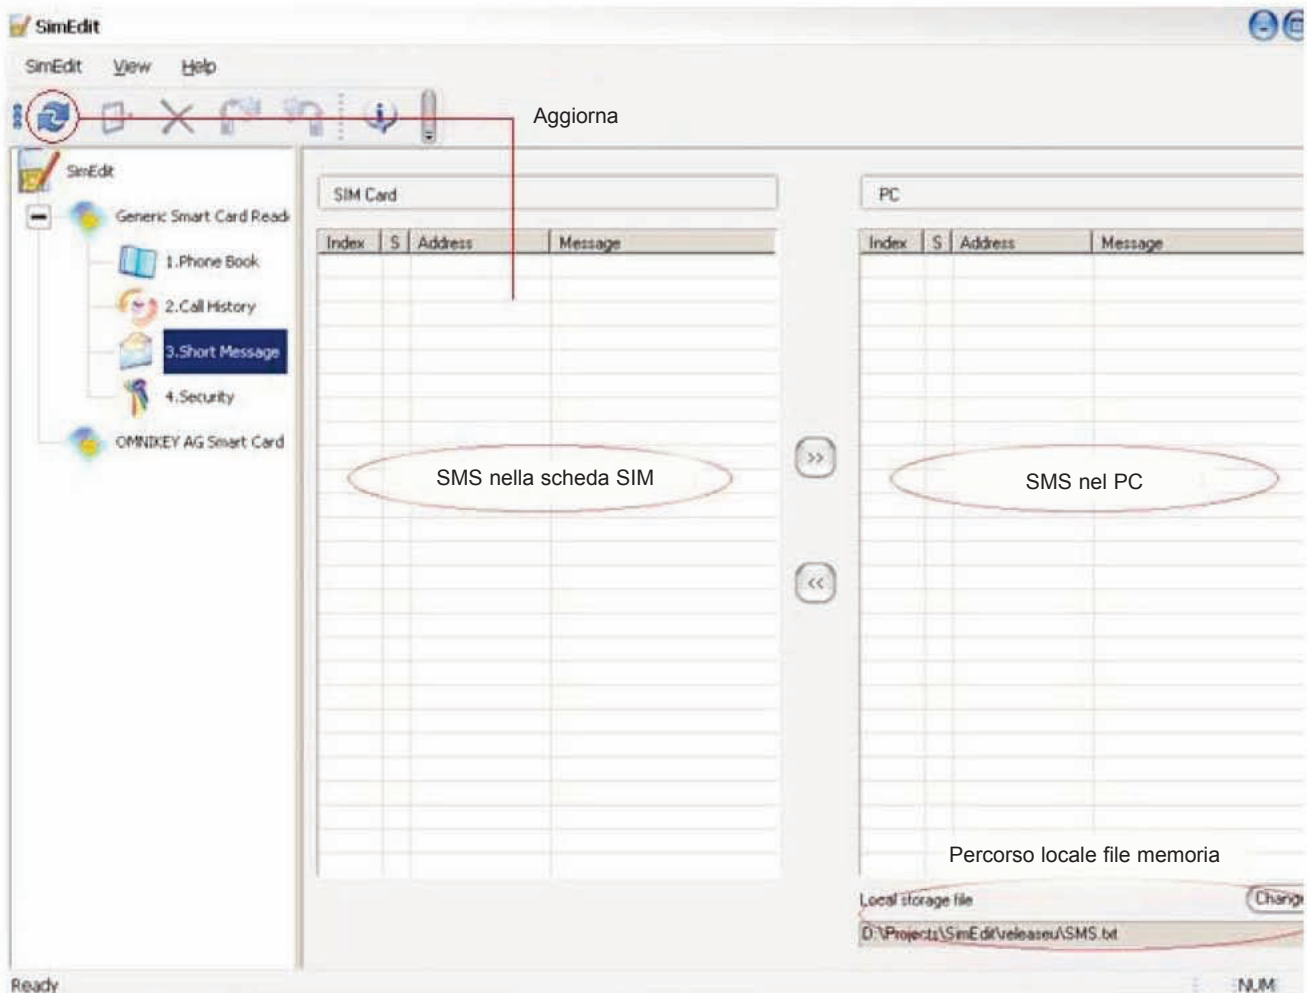 SimEdit
SimEdit View Help
Aggiorna
SimEdit
Generic Smart Card Read
1.Phone Book
2.Call History
3.Short Message
4.Security
OMNIKEY AG Smart Card
SIM Card
Index S Address Message
SMS nella scheda SIM
>>
<<
PC
Index S Address Message
SMS nel PC
Percorso locale file memoria
Local storage file
Change
D:\Projects\SimEdit\releaseu\SMS.txt
Ready
NUM